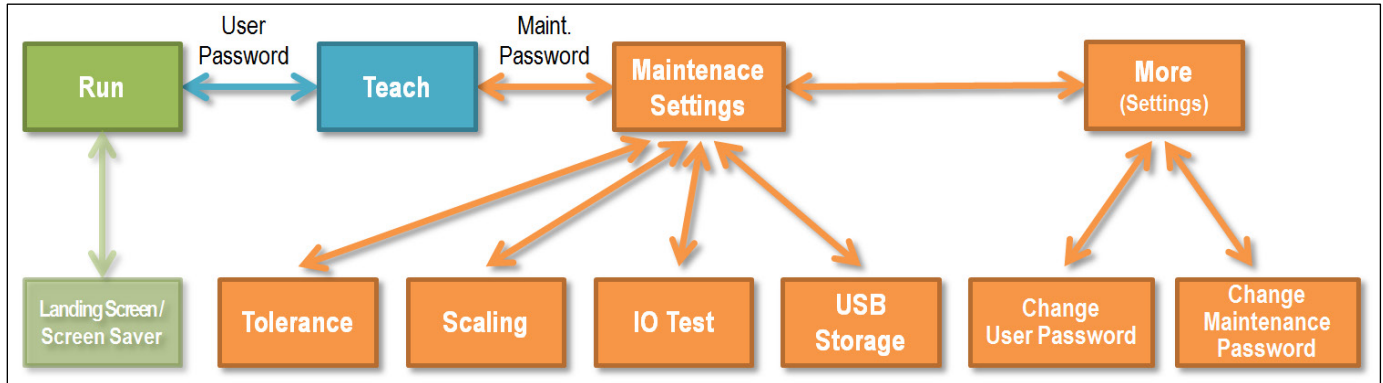 User
Password
Maint.
Password
Run
Teach
Maintenace
Settings
More
(Settings)
Landing Screen /
Screen Saver
Tolerance
Scaling
IO Test
USB
Storage
Change
User Password
Change
Maintenance
Password